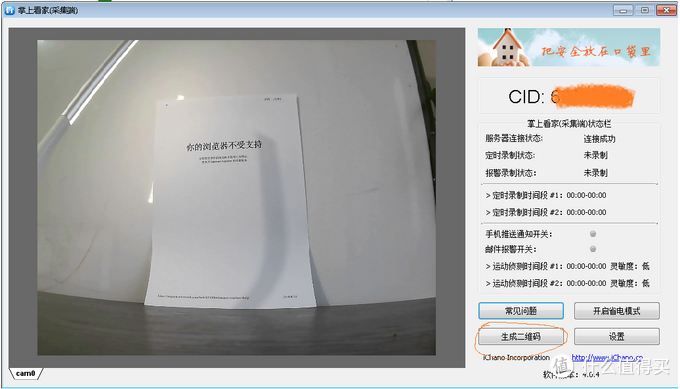 掌上看家(采集端)
把安全放在口袋里
CID: 6
你的浏览器不受支持
掌上看家(采集端)状态栏
服务器连接状态: 连接成功
定时录制状态: 未录制
报警录制状态: 未录制
> 定时录制时间段 #1: 00:00-00:00
> 定时录制时间段 #2: 00:00-00:00
手机推送通知开关:
邮件报警开关:
> 运动侦测时间段 #1: 00:00-00:00 灵敏度: 低
> 运动侦测时间段 #2: 00:00-00:00 灵敏度: 低
常见问题 开启省电模式
生成二维码 设置
iChano Incorporation http://www.iChano.cn
软件版本: 4.0.4
cam0
值 什么值得买